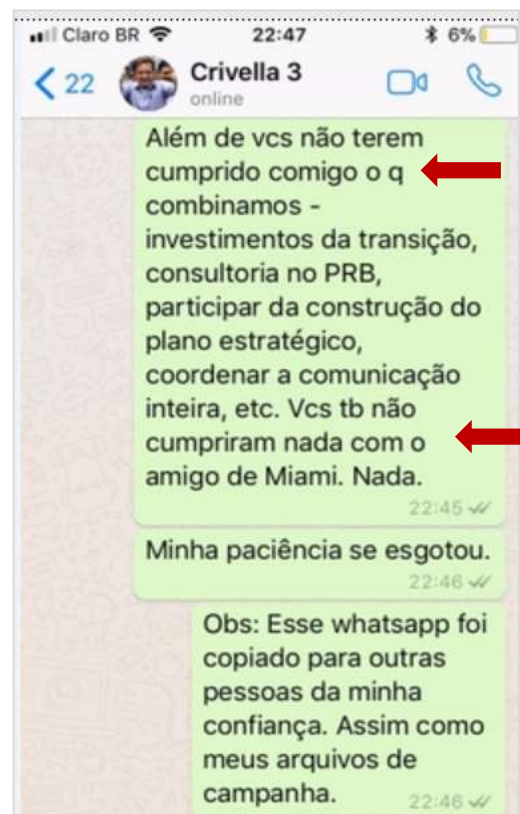 Claro BR 22:47 6%
22 Crivella 3
online
Além de vcs não terem
cumprido comigo o q
combinamos -
investimentos da transição,
consultoria no PRB,
participar da construção do
plano estratégico,
coordenar a comunicação
inteira, etc. Vcs tb não
cumpriram nada com o
amigo de Miami. Nada.
22:45
Minha paciência se esgotou.
22:46
Obs: Esse whatsapp foi
copiado para outras
pessoas da minha
confiança. Assim como
meus arquivos de
campanha.
22:46